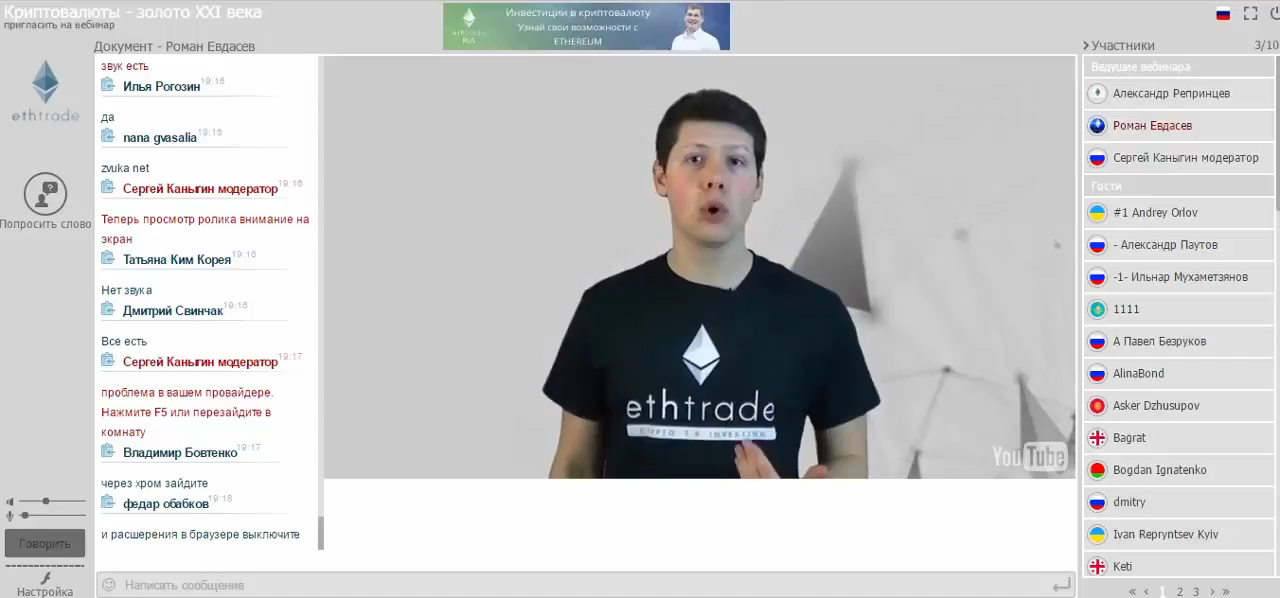 Криптовалюты - золото XXI века
пригласить на вебинар
Инвестиции в криптовалюту
Узнай свои возможности с
ETHEREUM
ethtrade
Документ - Роман Евдасев
ethtrade
Попросить слово
Говорить
Настройка
звук есть
Илья Рогозин 19:16
да
nana gvasalia 19:16
zvuka net
Сергей Каныгин модератор 19:16
Теперь просмотр ролика внимание на
экран
Татьяна Ким Корея 19:16
Нет звука
Дмитрий Свинчак 19:16
Все есть
Сергей Каныгин модератор 19:17
проблема в вашем провайдере.
Нажмите F5 или перезайдите в
комнату
Владимир Бовтенко 19:17
через хром зайдите
федар обабков 19:18
и расшерения в браузере выключите
Написать сообщение
ethtrade
YouTube
Участники 3/10
Ведущие вебинара
Александр Репринцев
Роман Евдасев
Сергей Каныгин модератор
Гости
#1 Andrey Orlov
- Александр Паутов
-1- Ильнар Мухаметзянов
1111
А Павел Безруков
AlinaBond
Asker Dzhusupov
Bagrat
Bogdan Ignatenko
dmitry
Ivan Repryntsev Kyiv
Keti
« ‹ 1 2 3 › »